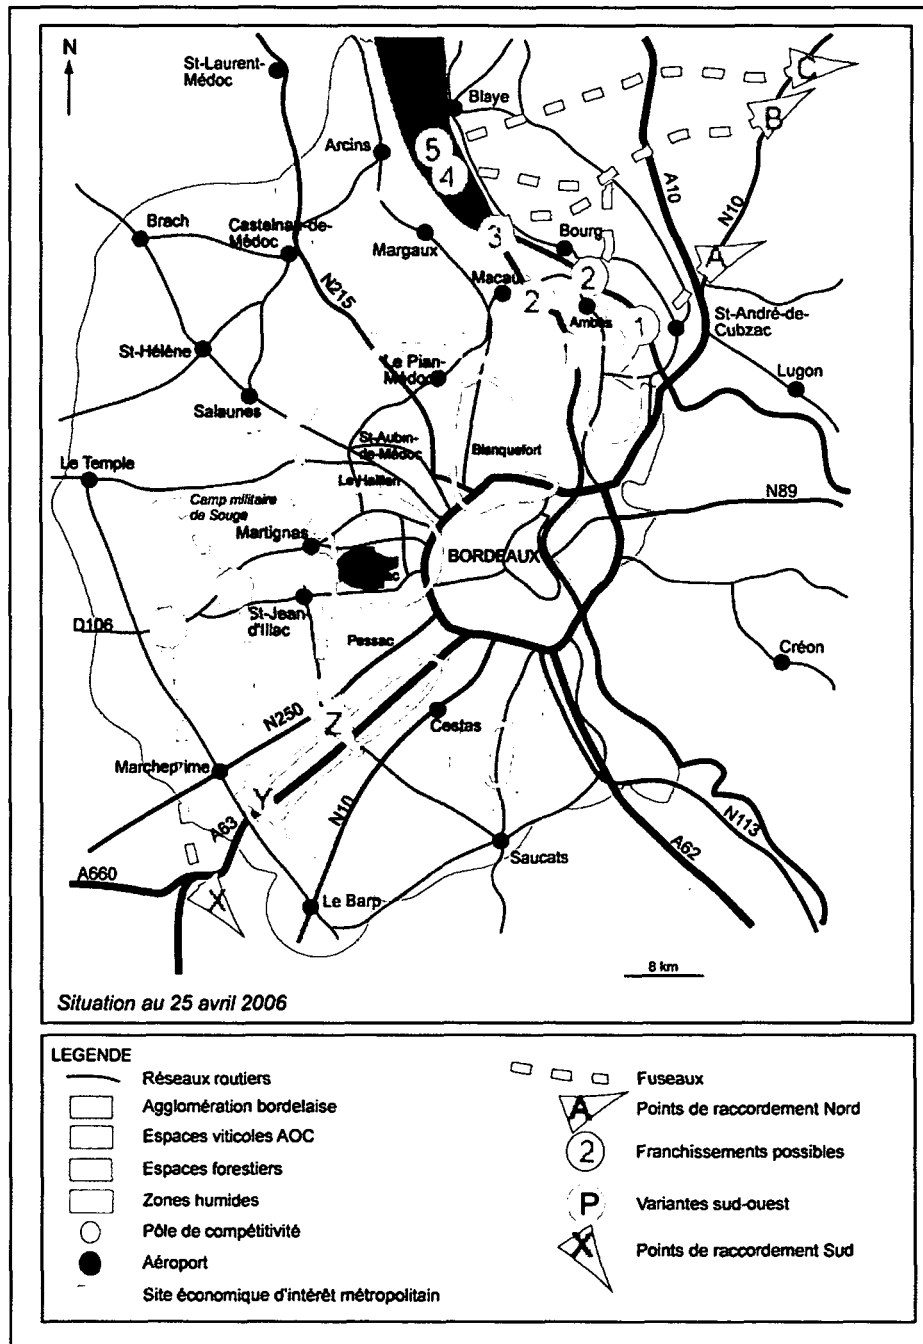 N
St-Laurent-
Médoc
Blaye
C
B
Arcins
5
4
A10
N10
Brach
Castelnau-de-
Médoc
Margaux
3
Bourg
A
N215
Macau
2
2
Ambès
1
St-André-de-
Cubzac
St-Hélène
Le Pian-
Médoc
Lugon
Salaunes
St-Aubin-
de-Médoc
Blanquefort
Le Temple
Le Haillan
N89
Camp militaire
de Souge
Martignas
BORDEAUX
D106
St-Jean
d'Illac
Pessac
Créon
N250
Z
Cestas
Marcheprime
Y
A63
N10
N113
Saucats
A62
A660
X
Le Barp
8 km
Situation au 25 avril 2006
LEGENDE
Réseaux routiers
Agglomération bordelaise
Espaces viticoles AOC
Espaces forestiers
Zones humides
Pôle de compétitivité
Aéroport
Site économique d'intérêt métropolitain
Fuseaux
A
Points de raccordement Nord
2
Franchissements possibles
P
Variantes sud-ouest
X
Points de raccordement Sud